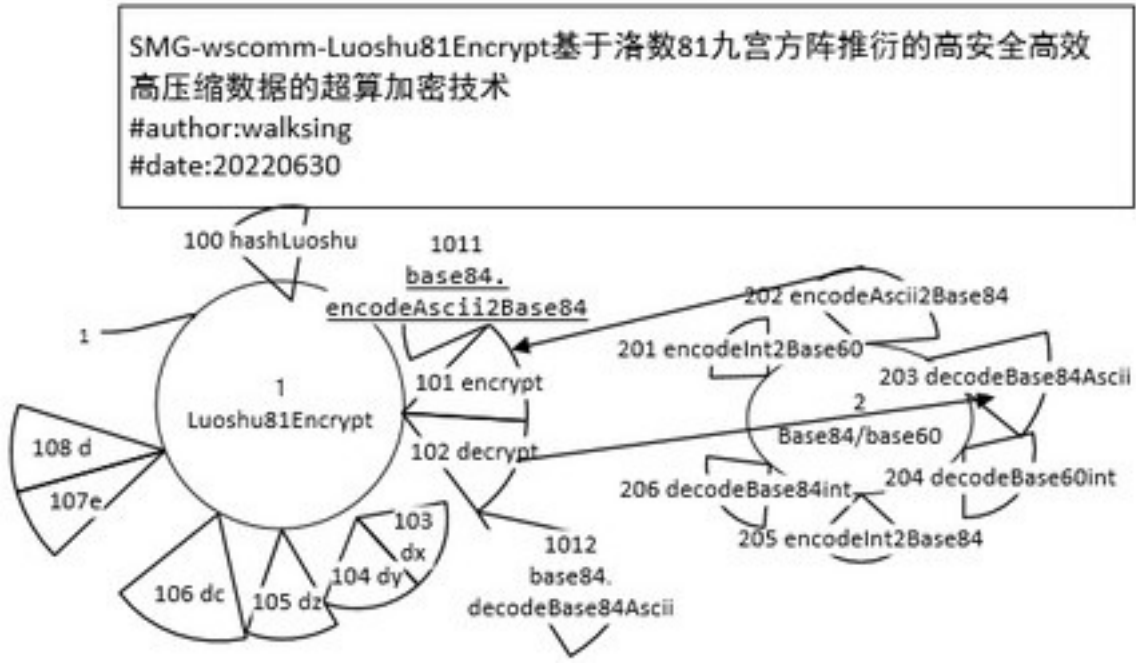 SMG-wscomm-Luoshu81Encrypt基于洛数81九宫方阵推衍的高安全高效
高压缩数据的超算加密技术
#author:walksing
#date:20220630
100 hashLuoshu
1011
base84.
encodeAscii2Base84
1
1
Luoshu81Encrypt
101 encrypt
102 decrypt
103
dx
104 dy
105 dz
106 dc
107e
108 d
1012
base84.
decodeBase84Ascii
202 encodeAscii2Base84
201 encodeInt2Base60
203 decodeBase84Ascii
2
Base84/base60
204 decodeBase60int
206 decodeBase84int
205 encodeInt2Base84